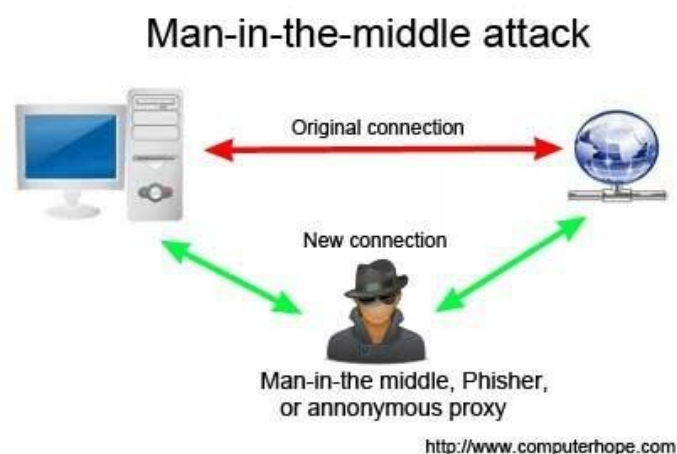 Man-in-the-middle attack
Original connection
New connection
Man-in-the middle, Phisher,
or annonymous proxy
http://www.computerhope.com